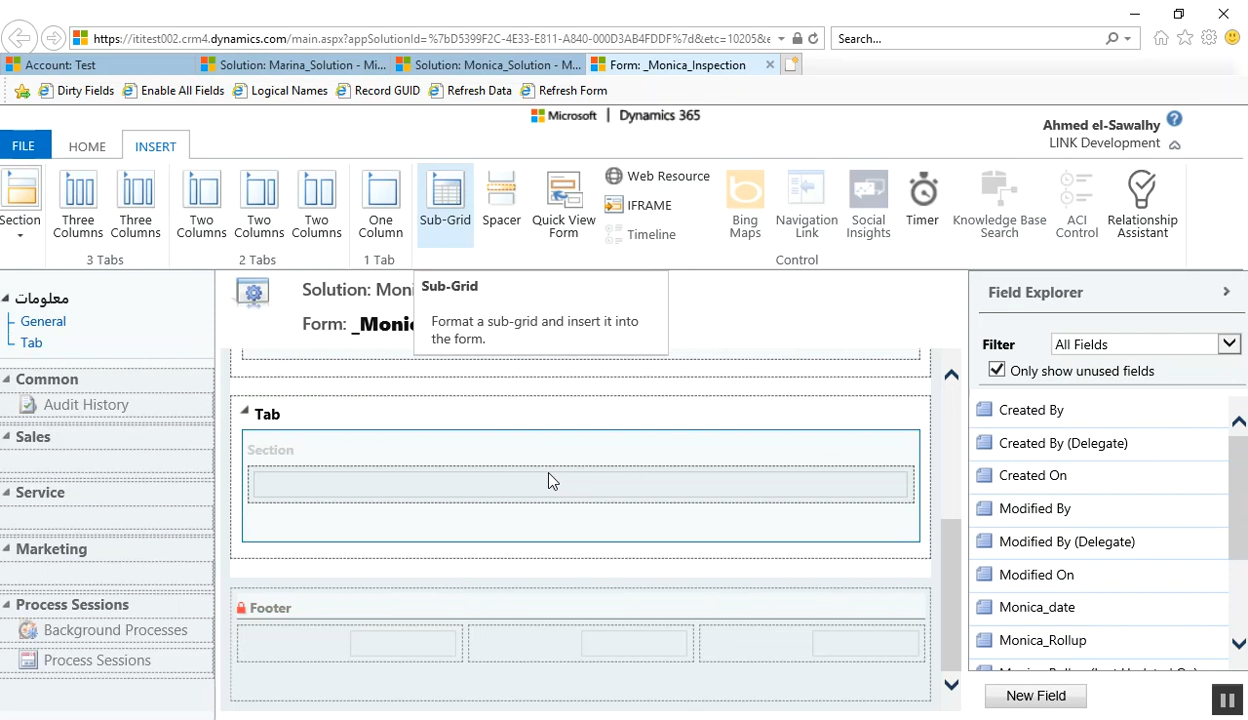 https://ititest002.crm4.dynamics.com/main.aspx?appSolutionId=%7bD5399F2C-4E33-E811-A840-000D3AB4FDDF%7d&etc=10205&e
Search...
Account: Test
Solution: Marina_Solution - Mi...
Solution: Monica_Solution - M...
Form: _Monica_Inspection
Dirty Fields
Enable All Fields
Logical Names
Record GUID
Refresh Data
Refresh Form
Microsoft | Dynamics 365
Ahmed el-Sawalhy
LINK Development
FILE
HOME
INSERT
Section
Three Columns
Three Columns
Two Columns
Two Columns
Two Columns
One Column
Sub-Grid
Spacer
Quick View Form
Web Resource
IFRAME
Timeline
Bing Maps
Navigation Link
Social Insights
Timer
Knowledge Base Search
ACI Control
Relationship Assistant
3 Tabs
2 Tabs
1 Tab
Control
معلومات
General
Tab
Common
Audit History
Sales
Service
Marketing
Process Sessions
Background Processes
Process Sessions
Solution: Moni
Form: _Monic
Sub-Grid
Format a sub-grid and insert it into
the form.
Tab
Section
Footer
Field Explorer
Filter
All Fields
Only show unused fields
Created By
Created By (Delegate)
Created On
Modified By
Modified By (Delegate)
Modified On
Monica_date
Monica_Rollup
New Field